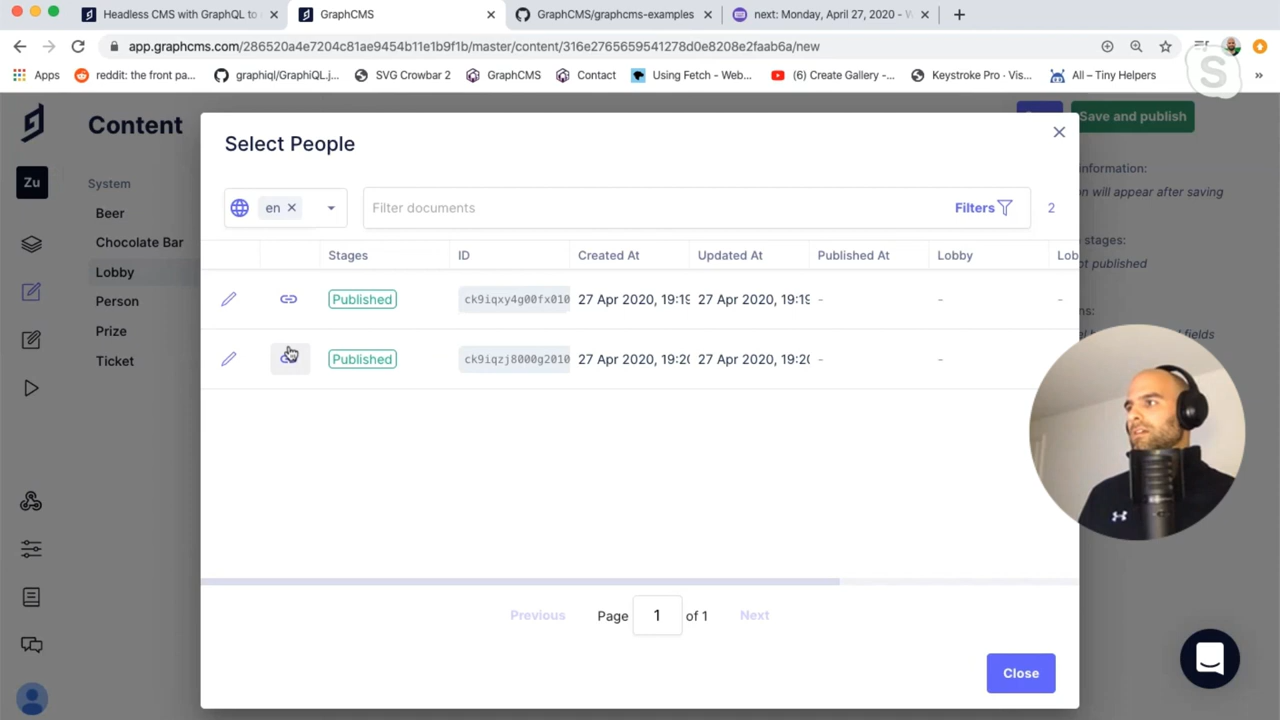 Headless CMS with GraphQL to
GraphCMS
GraphCMS/graphcms-examples
next: Monday, April 27, 2020 -
app.graphcms.com/286520a4e7204c81ae9454b11e1b9f1b/master/content/316e2765659541278d0e8208e2faab6a/new
Apps
reddit: the front pa...
graphiql/GraphiQL.j...
SVG Crowbar 2
GraphCMS
Contact
Using Fetch - Web...
(6) Create Gallery -...
Keystroke Pro · Vis...
All – Tiny Helpers
»
Content
Zu
System
Beer
Chocolate Bar
Lobby
Person
Prize
Ticket
Save and publish
information:
on will appear after saving
stages:
ot published
fields
Select People
en
Filter documents
Filters
2
Stages
ID
Created At
Updated At
Published At
Lobby
Lob
Published
ck9iqxy4g00fx010
27 Apr 2020, 19:19
27 Apr 2020, 19:19
-
-
-
Published
ck9iqzj8000g2010
27 Apr 2020, 19:20
27 Apr 2020, 19:20
-
-
Previous
Page
1
of 1
Next
Close